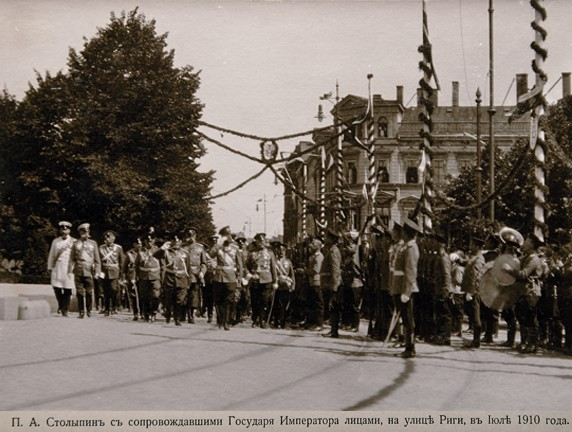 П. А. Столыпинъ съ сопровождавшими Государя Императора лицами, на улицѣ Риги, въ Іюлѣ 1910 года.